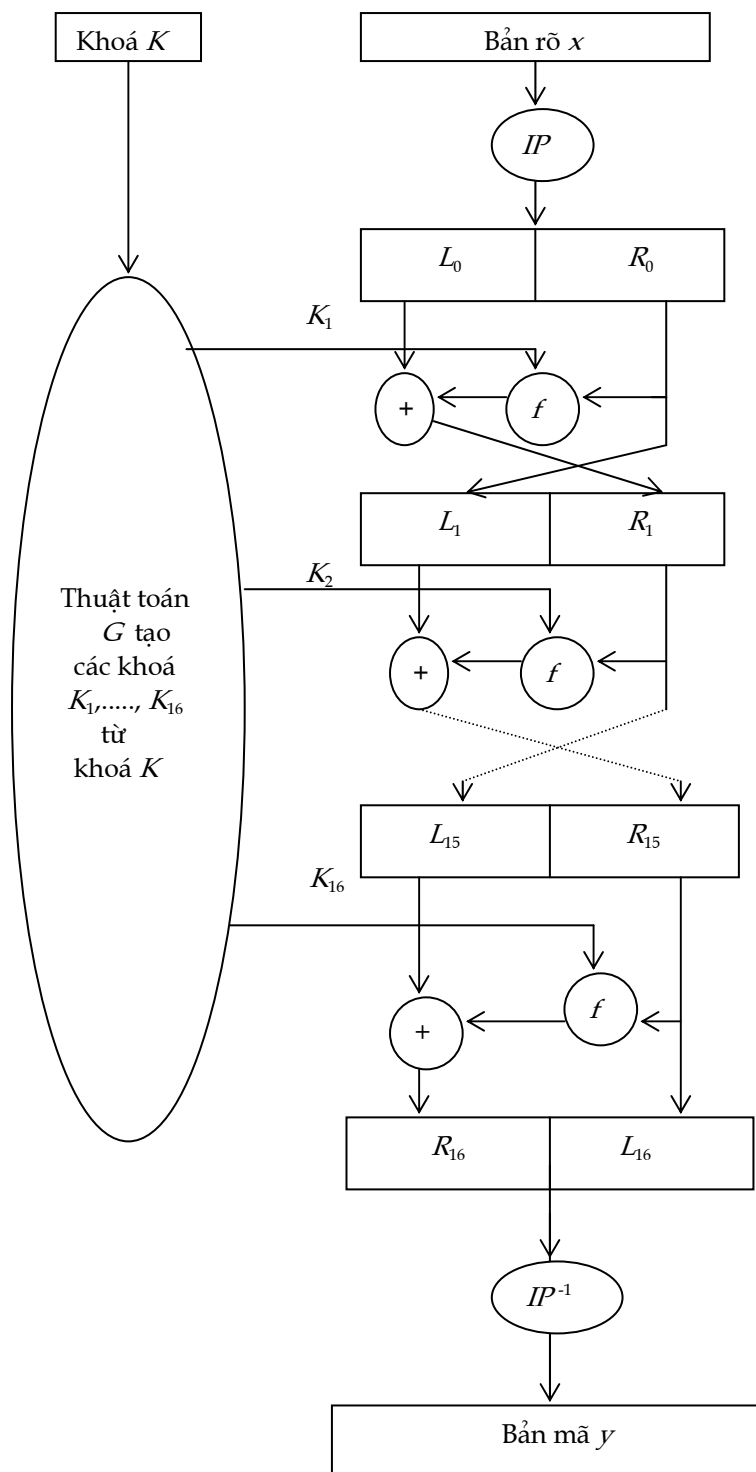 Khoá K
Bản rõ x
IP
L₀ R₀
K₁
+ f
L₁ R₁
K₂
+ f
Thuật toán
G tạo
các khoá
K₁,....., K₁₆
từ
khoá K
L₁₅ R₁₅
K₁₆
+ f
R₁₆ L₁₆
IP⁻¹
Bản mã y